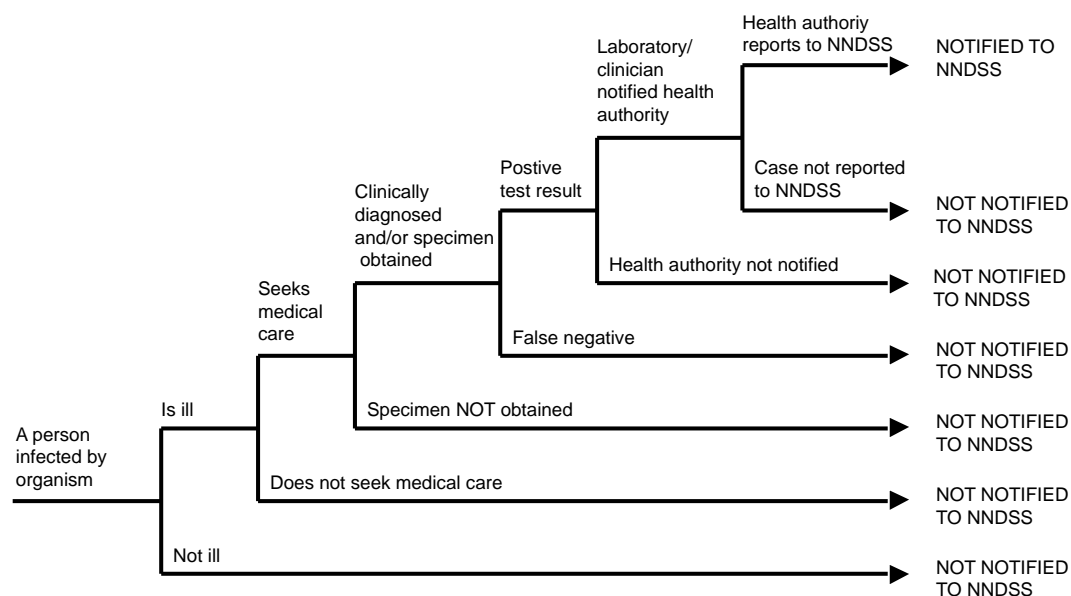 Health authoriy
reports to NNDSS
NOTIFIED TO
NNDSS
Laboratory/
clinician
notified health
authority
Case not reported
to NNDSS
NOT NOTIFIED
TO NNDSS
Postive
test result
Health authority not notified
NOT NOTIFIED
TO NNDSS
Clinically
diagnosed
and/or specimen
obtained
False negative
NOT NOTIFIED
TO NNDSS
Seeks
medical
care
Specimen NOT obtained
NOT NOTIFIED
TO NNDSS
Is ill
Does not seek medical care
NOT NOTIFIED
TO NNDSS
A person
infected by
organism
Not ill
NOT NOTIFIED
TO NNDSS